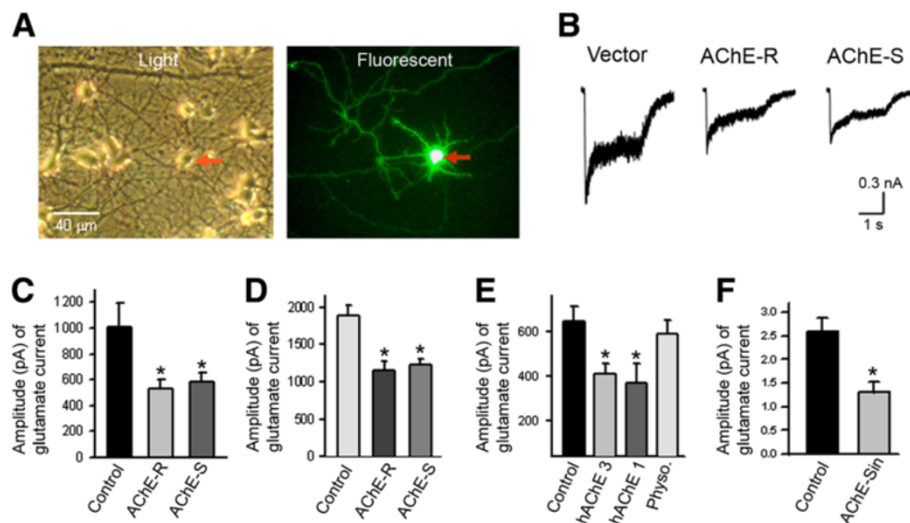 A
Light
40 µm
Fluorescent
B
Vector
AChE-R
AChE-S
0.3 nA
1 s
C
Amplitude (pA) of
glutamate current
1200
1000
800
600
400
200
0
Control
AChE-R
AChE-S
*
*
D
Amplitude (pA) of
glutamate current
2000
1500
1000
500
0
Control
AChE-R
AChE-S
*
*
E
Amplitude (pA) of
glutamate current
600
400
200
Control
hAChE 3
hAChE 1
Physo.
*
*
F
Amplitude (pA) of
glutamate current
3.0
2.5
2.0
1.5
1.0
0.5
0.0
Control
AChE-Sin
*